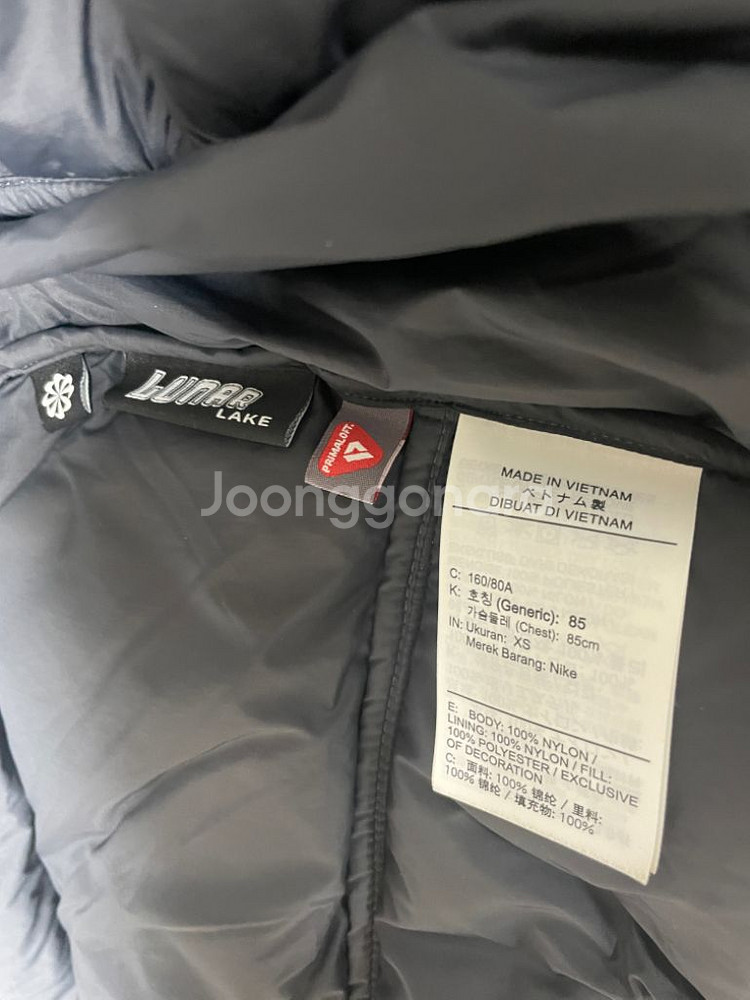 LUNAR
LAKE
PRIMALOFT.
Joonggonara
MADE IN VIETNAM
ベトナム製
DIBUAT DI VIETNAM
C: 160/80A
K: 호칭 (Generic): 85
가슴둘레 (Chest): 85cm
IN: Ukuran: XS
Merek Barang: Nike
E: BODY: 100% NYLON /
LINING: 100% NYLON / FILL:
100% POLYESTER / EXCLUSIVE
OF DECORATION
C: 面料: 100% 锦纶 / 里料:
100% 锦纶 / 填充物: 100%